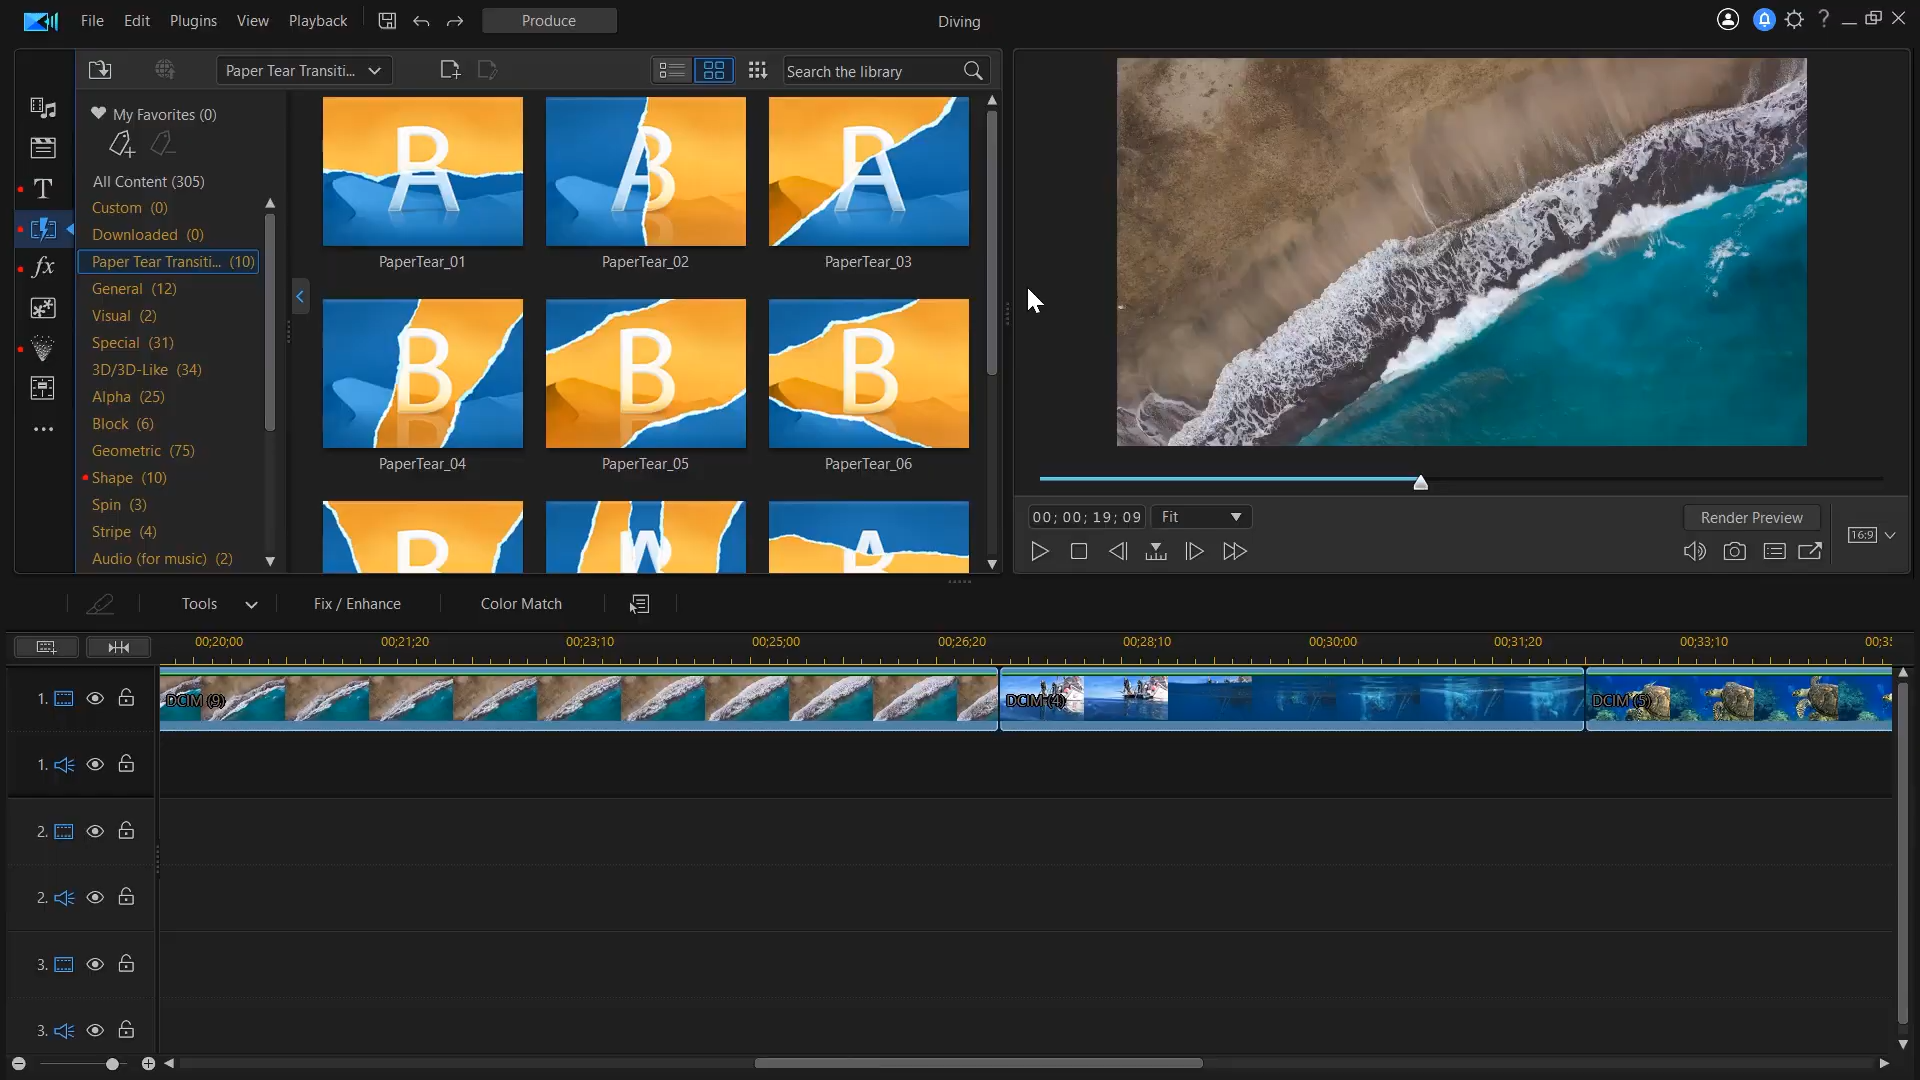 File Edit Plugins View Playback Produce Diving
Paper Tear Transiti... Search the library
My Favorites (0)
All Content (305)
Custom (0)
Downloaded (0)
Paper Tear Transiti... (10)
General (12)
Visual (2)
Special (31)
3D/3D-Like (34)
Alpha (25)
Block (6)
Geometric (75)
Shape (10)
Spin (3)
Stripe (4)
Audio (for music) (2)
B A
A B
A
PaperTear_01 PaperTear_02 PaperTear_03
B B B
PaperTear_04 PaperTear_05 PaperTear_06
B
A
00; 00; 19; 09 Fit Render Preview
16:9
Tools Fix / Enhance Color Match
00;20;00 00;21;20 00;23;10 00;25;00 00;26;20 00;28;10 00;30;00 00;31;20 00;33;10
1. DCIM (9) DCIM (4) DCIM (5)
1.
2.
2.
3.
3.